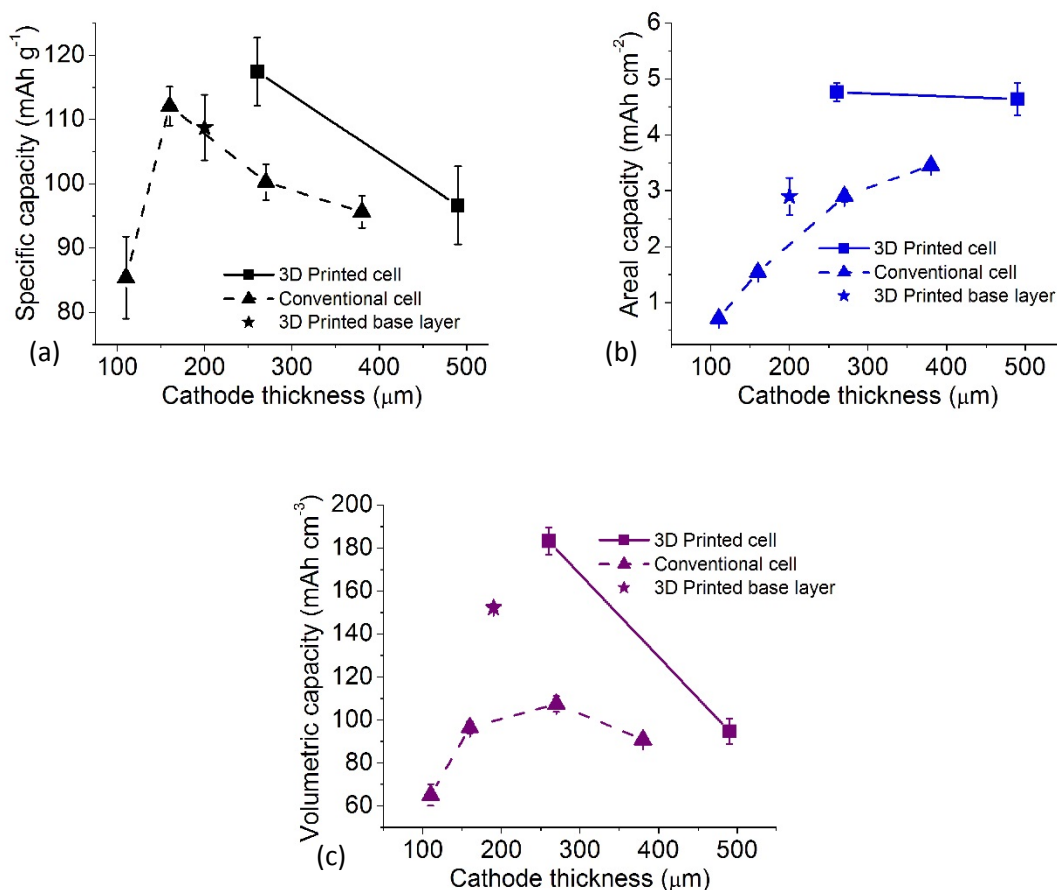 (a)
Specific capacity (mAh g⁻¹)
120
110
100
90
80
3D Printed cell
Conventional cell
3D Printed base layer
100 200 300 400 500
Cathode thickness (μm)
(b)
Areal capacity (mAh cm⁻²)
6
5
4
3
2
1
3D Printed cell
Conventional cell
3D Printed base layer
100 200 300 400 500
Cathode thickness (μm)
(c)
Volumetric capacity (mAh cm⁻³)
200
180
160
140
120
100
80
60
3D Printed cell
Conventional cell
3D Printed base layer
100 200 300 400 500
Cathode thickness (μm)